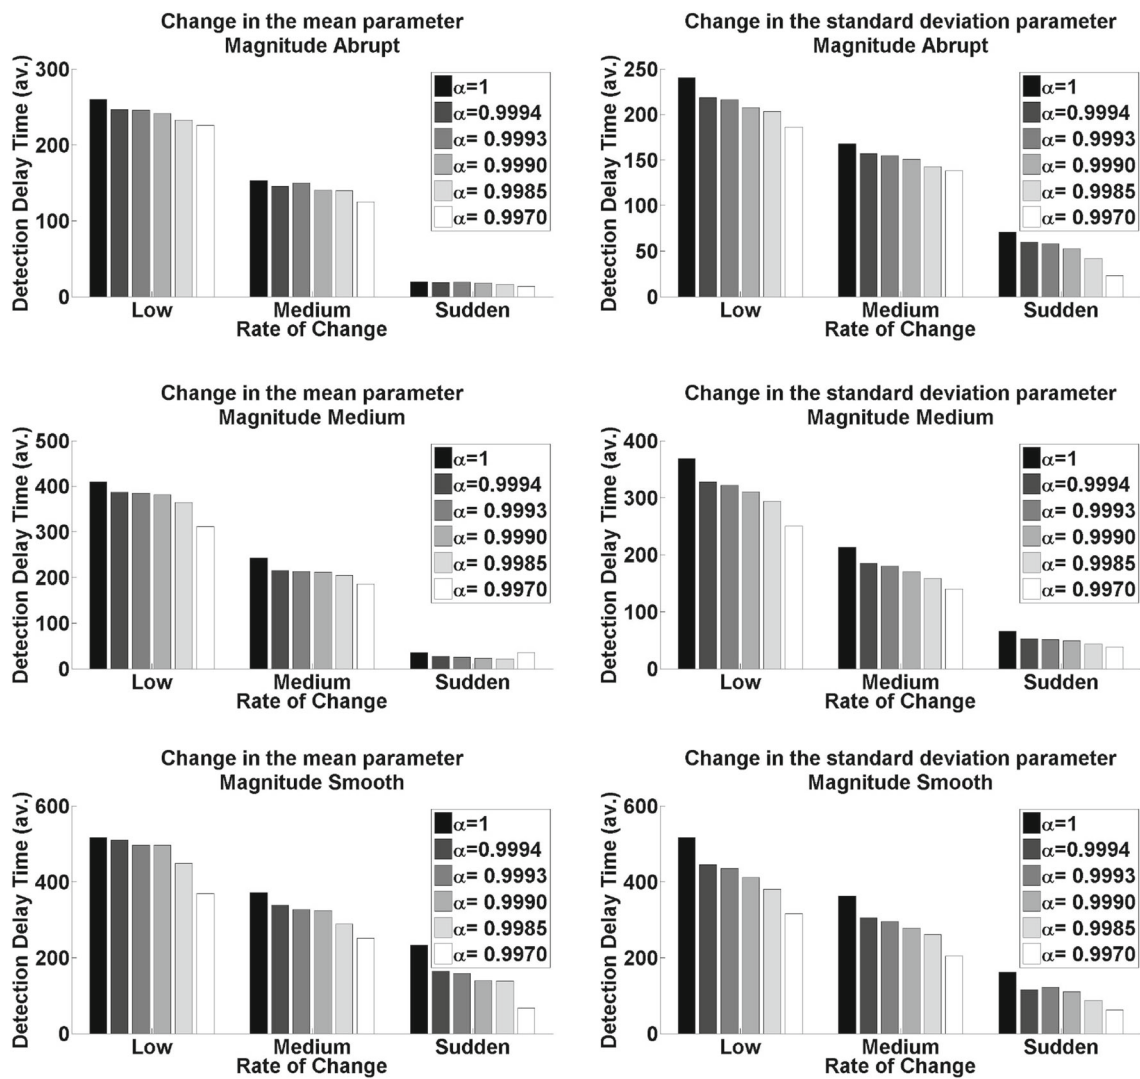 Change in the mean parameter
Magnitude Abrupt
Detection Delay Time (av.)
300
200
100
0
α=1
α=0.9994
α= 0.9993
α= 0.9990
α= 0.9985
α= 0.9970
Low Medium Sudden
Rate of Change
Change in the standard deviation parameter
Magnitude Abrupt
Detection Delay Time (av.)
250
200
150
100
50
0
α=1
α=0.9994
α= 0.9993
α= 0.9990
α= 0.9985
α= 0.9970
Low Medium Sudden
Rate of Change
Change in the mean parameter
Magnitude Medium
Detection Delay Time (av.)
500
400
300
200
100
0
α=1
α=0.9994
α= 0.9993
α= 0.9990
α= 0.9985
α= 0.9970
Low Medium Sudden
Rate of Change
Change in the standard deviation parameter
Magnitude Medium
Detection Delay Time (av.)
400
300
200
100
0
α=1
α=0.9994
α= 0.9993
α= 0.9990
α= 0.9985
α= 0.9970
Low Medium Sudden
Rate of Change
Change in the mean parameter
Magnitude Smooth
Detection Delay Time (av.)
600
400
200
0
α=1
α=0.9994
α= 0.9993
α= 0.9990
α= 0.9985
α= 0.9970
Low Medium Sudden
Rate of Change
Change in the standard deviation parameter
Magnitude Smooth
Detection Delay Time (av.)
600
400
200
0
α=1
α=0.9994
α= 0.9993
α= 0.9990
α= 0.9985
α= 0.9970
Low Medium Sudden
Rate of Change